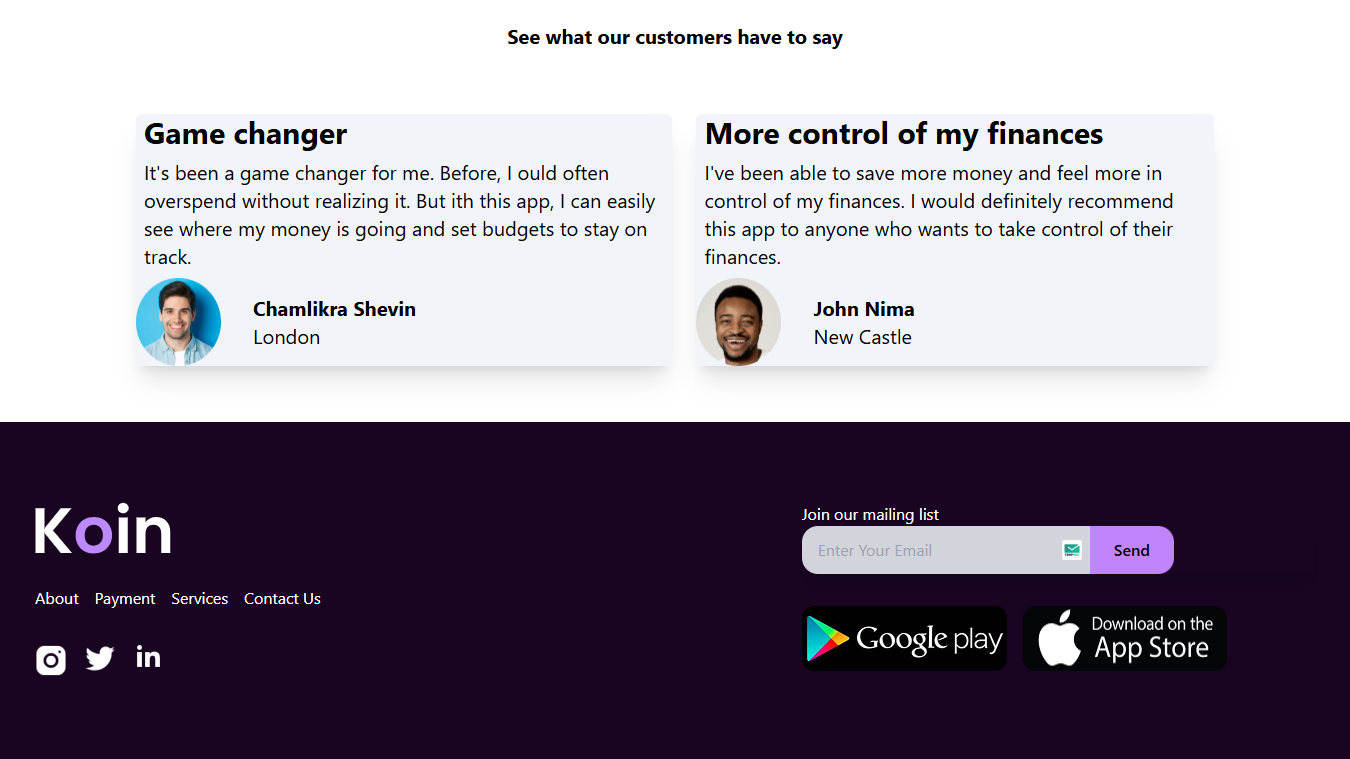 See what our customers have to say
Game changer
It's been a game changer for me. Before, I ould often
overspend without realizing it. But ith this app, I can easily
see where my money is going and set budgets to stay on
track.
Chamlikra Shevin
London
More control of my finances
I've been able to save more money and feel more in
control of my finances. I would definitely recommend
this app to anyone who wants to take control of their
finances.
John Nima
New Castle
Koin
About Payment Services Contact Us
in
Join our mailing list
Enter Your Email
Send
Google play
Download on the
App Store